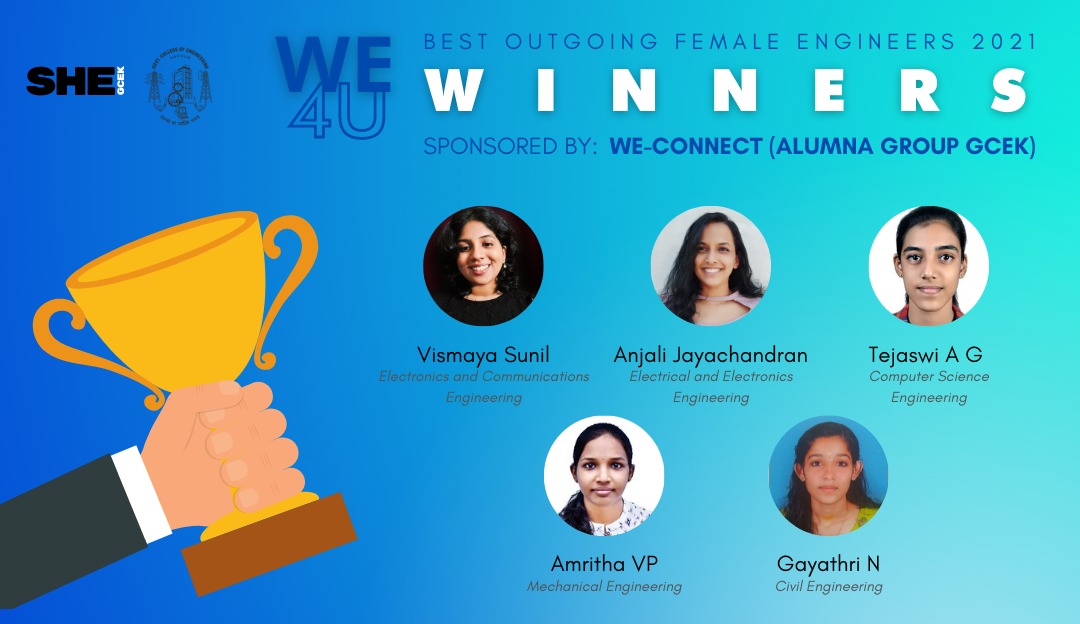 SHE
GCEK
WE
4U
BEST OUTGOING FEMALE ENGINEERS 2021
WINNERS
SPONSORED BY: WE-CONNECT (ALUMNA GROUP GCEK)
Vismaya Sunil
Electronics and Communications
Engineering
Anjali Jayachandran
Electrical and Electronics
Engineering
Tejaswi A G
Computer Science
Engineering
Amritha VP
Mechanical Engineering
Gayathri N
Civil Engineering